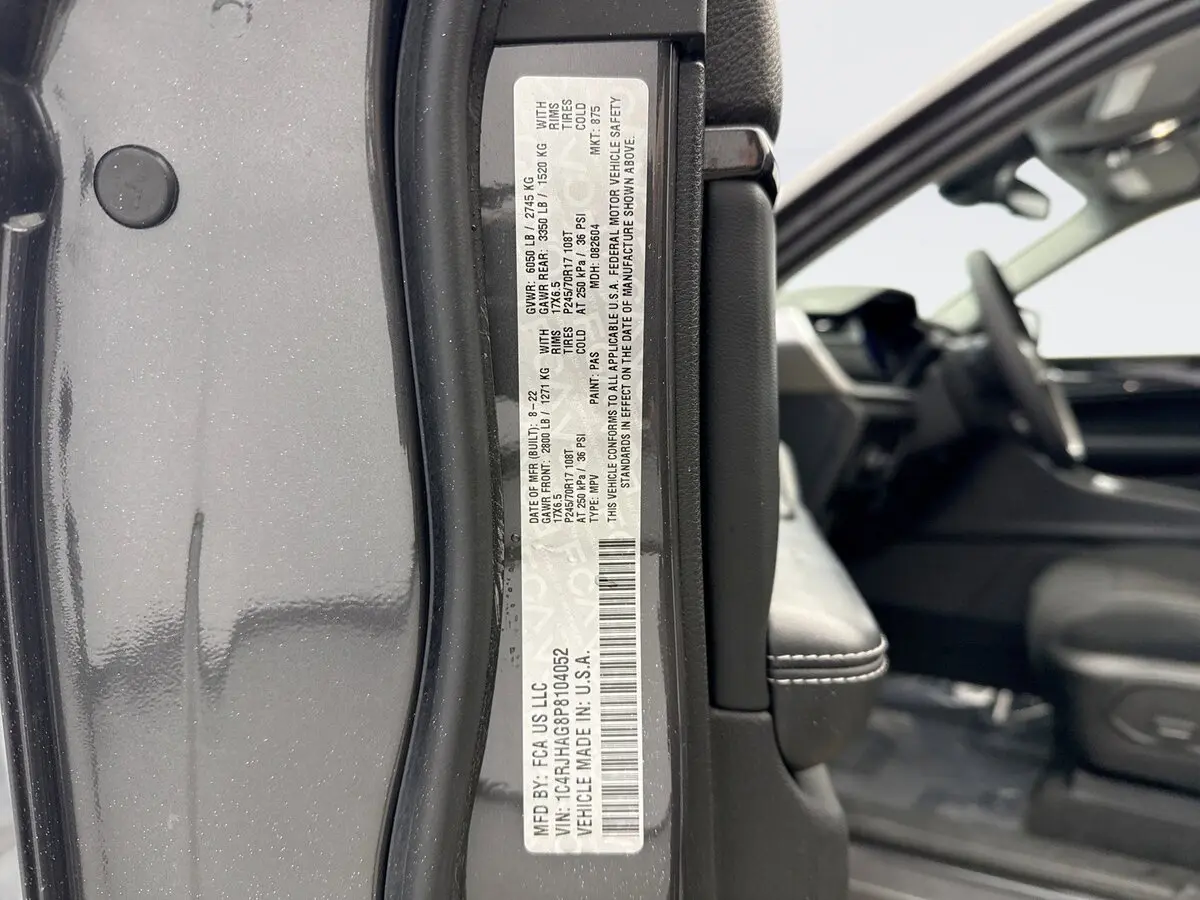 MFD BY: FCA US LLC
VIN: 1C4RJHAG8P8104052
VEHICLE MADE IN: U.S.A.
DATE OF MFR (BUILT): 8-22
GVWR: 6050 LB / 2745 KG
GAWR FRONT: 2800 LB / 1271 KG WITH
GAWR REAR: 3350 LB / 1520 KG WITH
17X6.5 RIMS
17X6.5 RIMS
P245/70R17 108T TIRES
P245/70R17 108T TIRES
AT 250 kPa / 36 PSI COLD
AT 250 kPa / 36 PSI COLD
TYPE: MPV PAINT: PAS MDH: 082604 MKT: 875
THIS VEHICLE CONFORMS TO ALL APPLICABLE U.S.A. FEDERAL MOTOR VEHICLE SAFETY
STANDARDS IN EFFECT ON THE DATE OF MANUFACTURE SHOWN ABOVE.